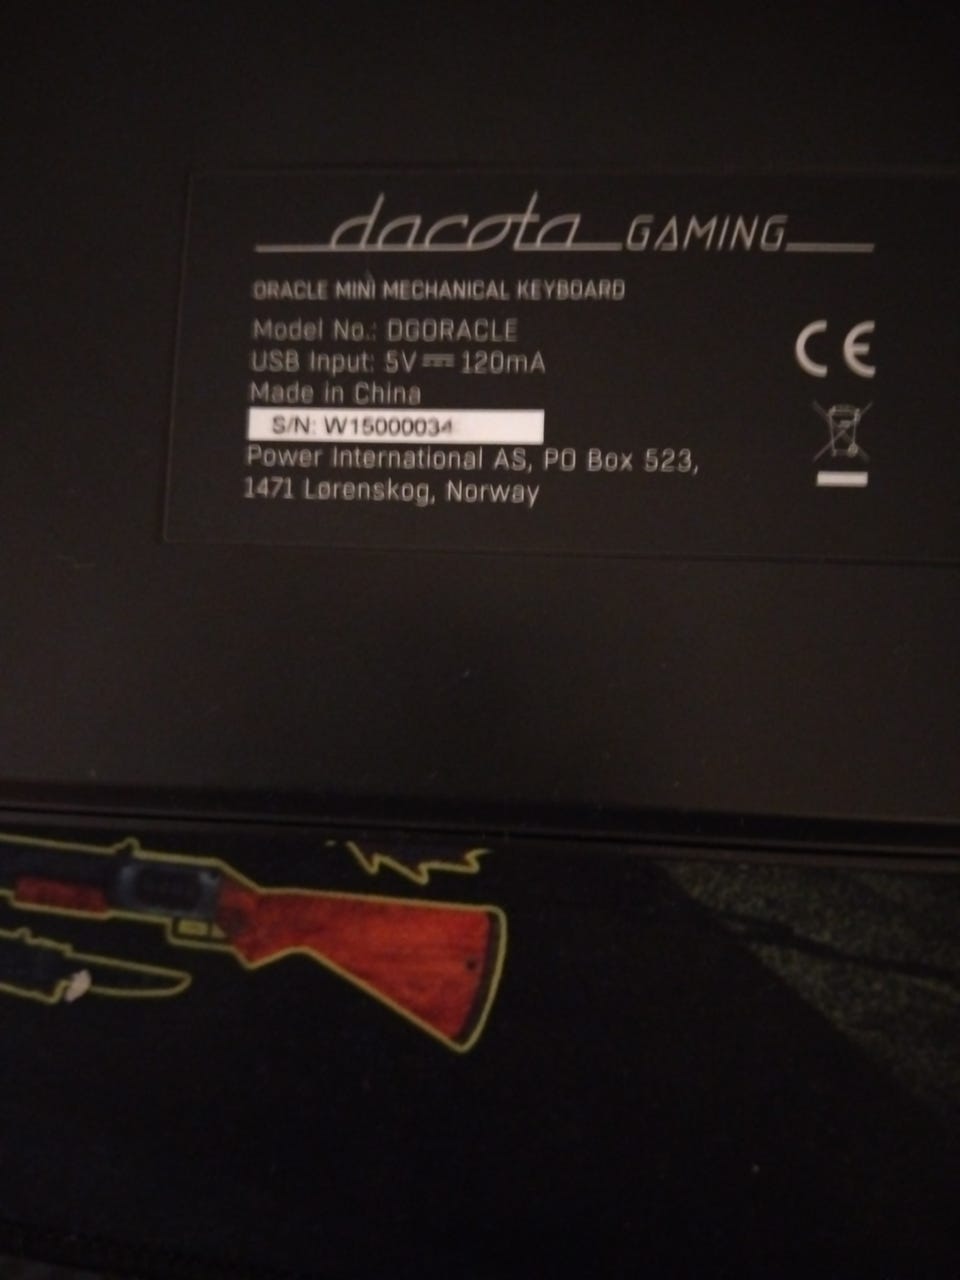 dacota GAMING
ORACLE MINI MECHANICAL KEYBOARD
Model No.: DGORACLE
USB Input: 5V⎓120mA
Made in China
S/N: W15000034
Power International AS, PO Box 523,
1471 Lørenskog, Norway
CE